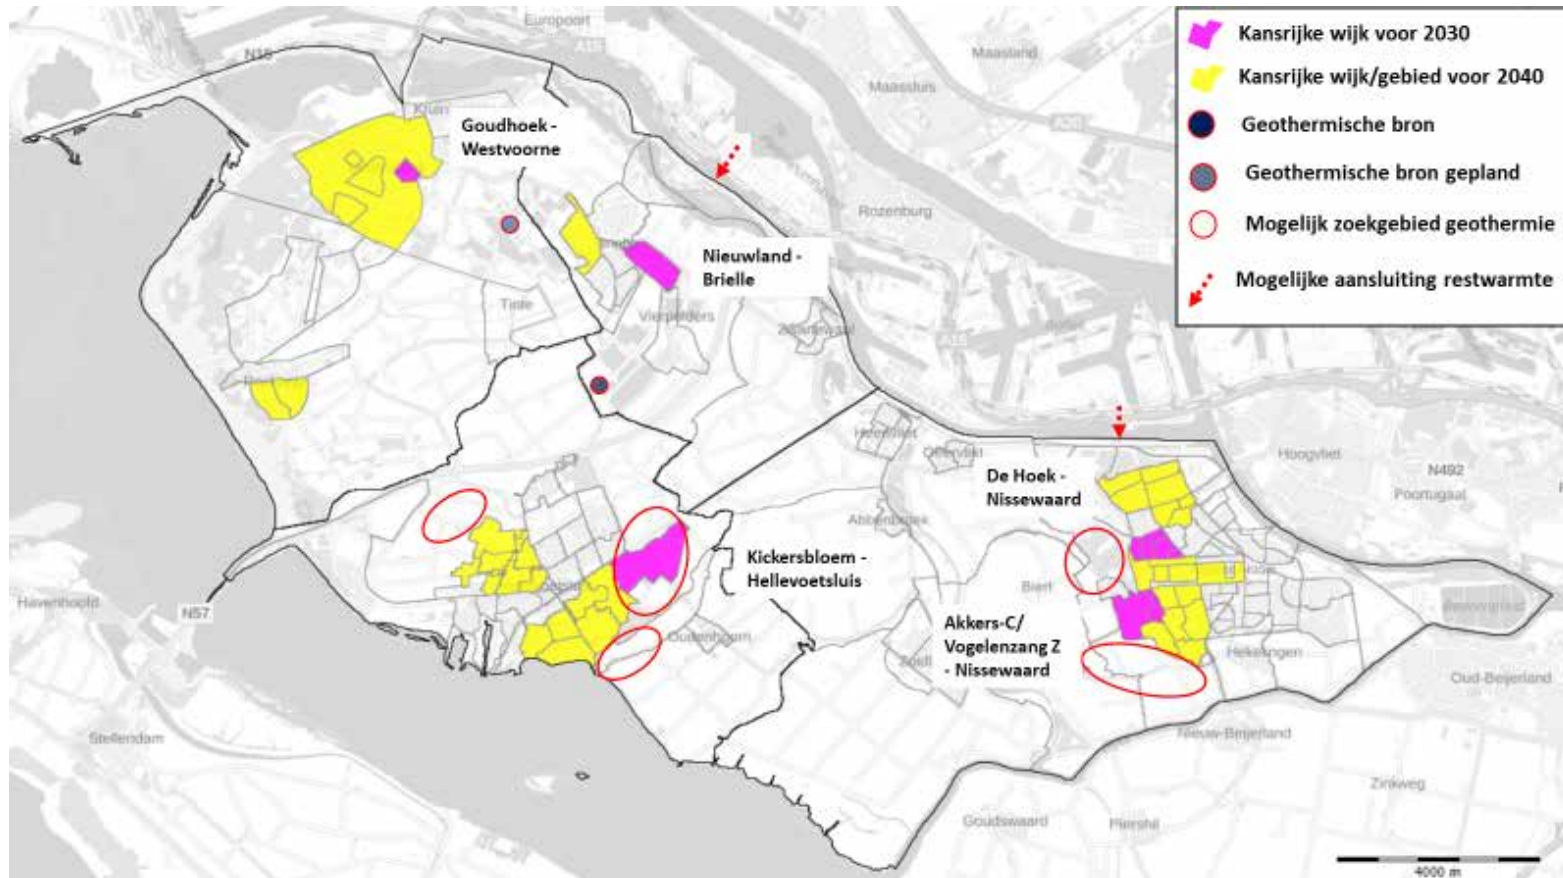 Europoort
A15
N15
Maasland
Maassluis
A20
Rozenburg
Kansrijke wijk voor 2030
Kansrijke wijk/gebied voor 2040
Geothermische bron
Geothermische bron gepland
Mogelijk zoekgebied geothermie
Mogelijke aansluiting restwarmte
Goudhoek -
Westvoorne
Nieuwland -
Brielle
Tinte
Vierpolders
Zwartewaal
A15
Heenvliet
Geervliet
Hoogvliet
N492
Poortugaal
De Hoek -
Nissewaard
Abbenbroek
Kickersbloem -
Hellevoetsluis
Biert
Havenhoofd
N57
Akkers-C/
Vogelenzang Z
- Nissewaard
Oudenhoorn
Hekelingen
Oud-Beijerland
Stellendam
Nieuw-Beijerland
Zinkweg
Goudswaard
Piershil
4000 m